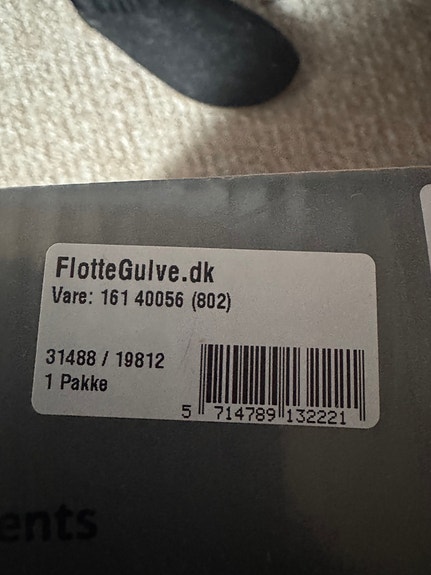 FlotteGulve.dk
Vare: 161 40056 (802)
31488 / 19812
1 Pakke
5 714789 132221
ents